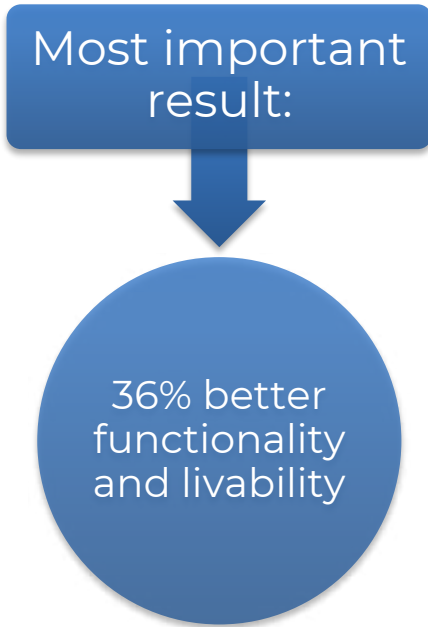 Most important
result:
36% better
functionality
and livability